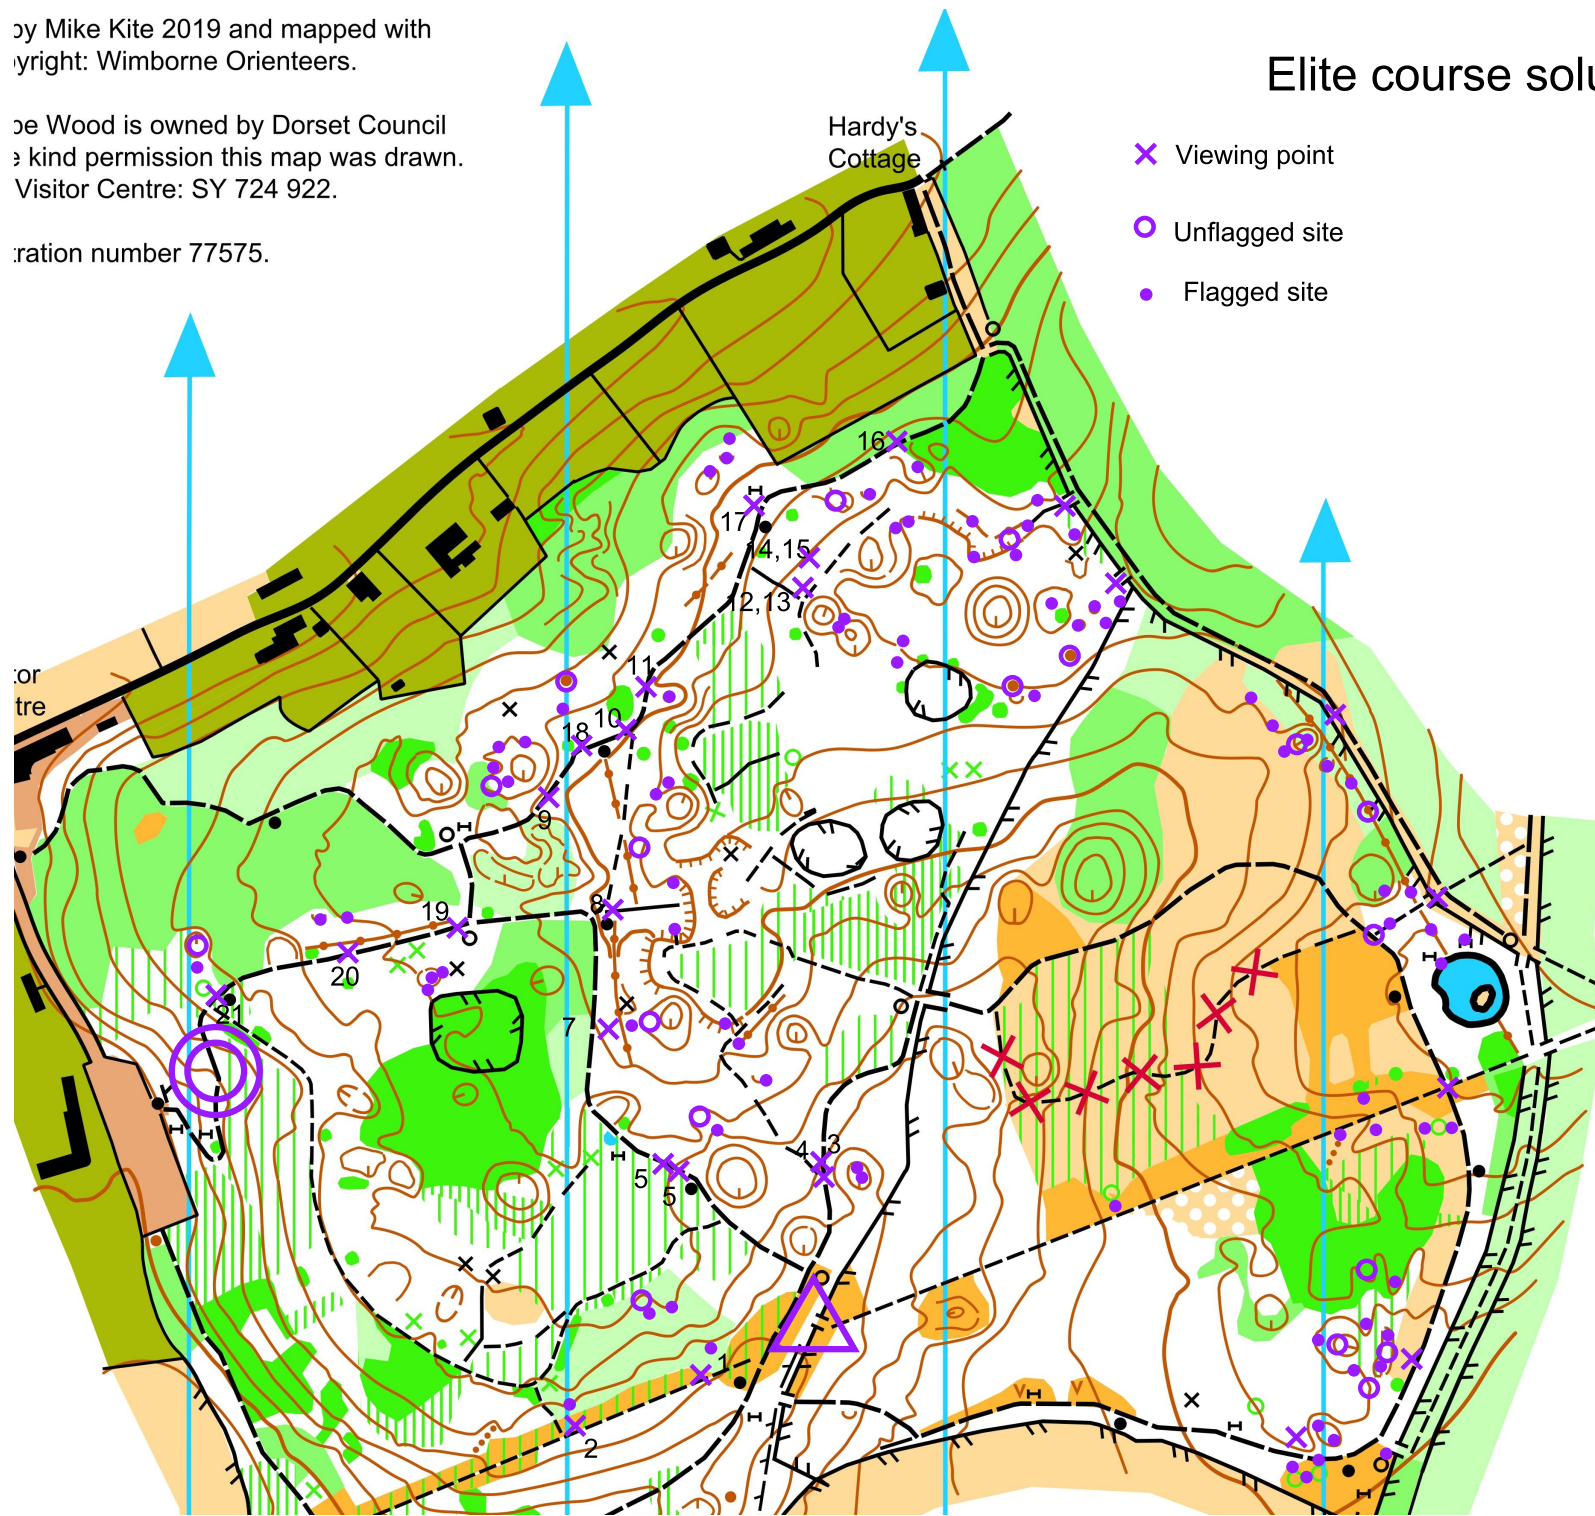 by Mike Kite 2019 and mapped with
yright: Wimborne Orienteers.
pe Wood is owned by Dorset Council
e kind permission this map was drawn.
Visitor Centre: SY 724 922.
tration number 77575.
Elite course solu
Viewing point
Unflagged site
Flagged site
Hardy's
Cottage
16
17
14,15
12,13
11
10
18
9
tor
tre
8
19
20
21
7
4
3
5
5
1
2